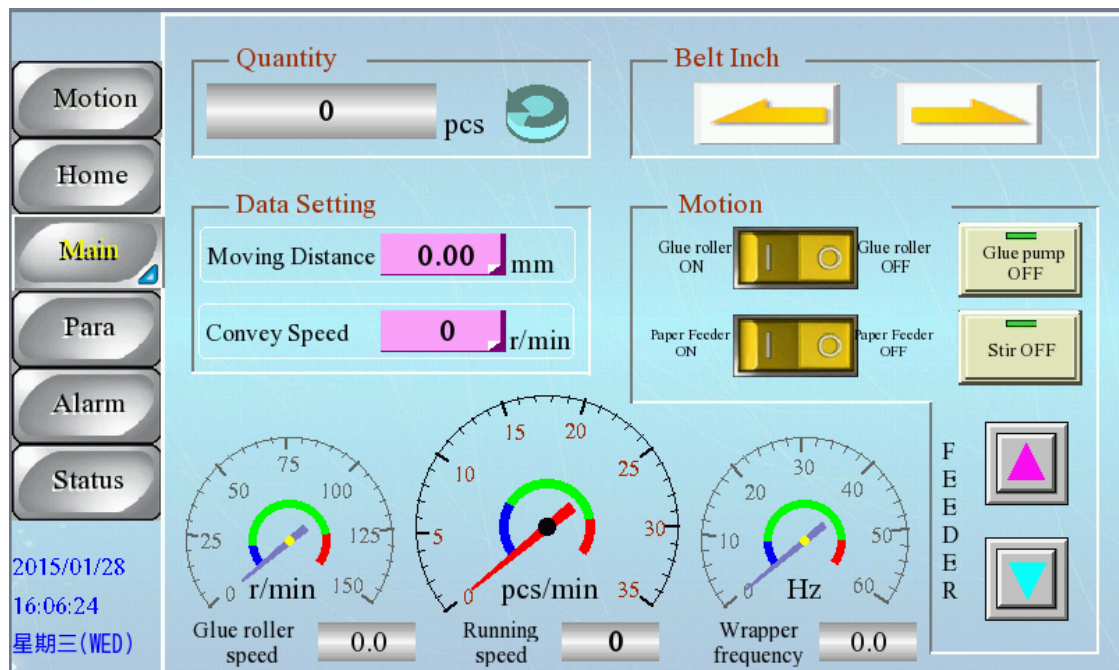 Motion
Home
Main
Para
Alarm
Status
2015/01/28
16:06:24
星期三(WED)
Quantity
0
pcs
Belt Inch
Data Setting
Moving Distance
0.00
mm
Convey Speed
0
r/min
Motion
Glue roller
ON
Glue roller
OFF
Glue pump
OFF
Paper Feeder
ON
Paper Feeder
OFF
Stir OFF
0
25
50
75
100
125
150
r/min
Glue roller
speed
0.0
0
5
10
15
20
25
30
35
pcs/min
Running
speed
0
0
10
20
30
40
50
60
Hz
Wrapper
frequency
0.0
F
E
E
D
E
R